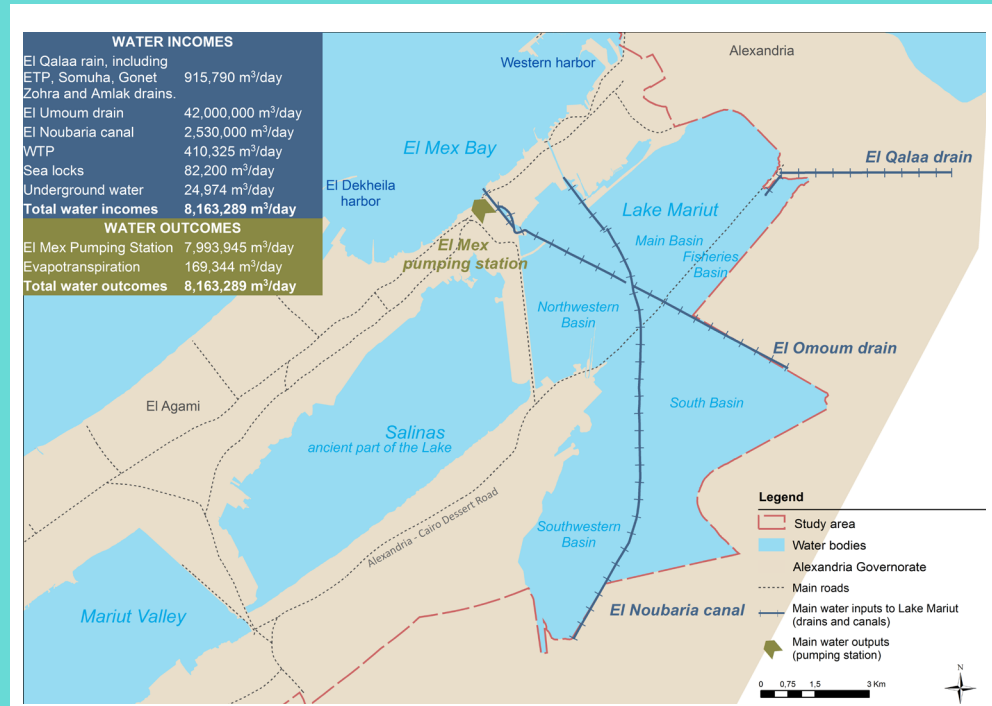 WATER INCOMES
El Qalaa rain, including
ETP, Somuha, Gonet 915,790 m³/day
Zohra and Amlak drains.
El Umoum drain 42,000,000 m³/day
El Noubaria canal 2,530,000 m³/day
WTP 410,325 m³/day
Sea locks 82,200 m³/day
Underground water 24,974 m³/day
Total water incomes 8,163,289 m³/day
WATER OUTCOMES
El Mex Pumping Station 7,993,945 m³/day
Evapotranspiration 169,344 m³/day
Total water outcomes 8,163,289 m³/day
Western harbor
Alexandria
El Mex Bay
El Qalaa drain
El Dekheila
harbor
Lake Mariut
Main Basin
Fisheries
Basin
El Mex
pumping station
Northwestern
Basin
El Omoum drain
El Agami
South Basin
Salinas
ancient part of the Lake
Alexandria - Cairo Dessert Road
Southwestern
Basin
El Noubaria canal
Mariut Valley
Legend
Study area
Water bodies
Alexandria Governorate
Main roads
Main water inputs to Lake Mariut
(drains and canals)
Main water outputs
(pumping station)
N
0 0,75 1,5 3 Km